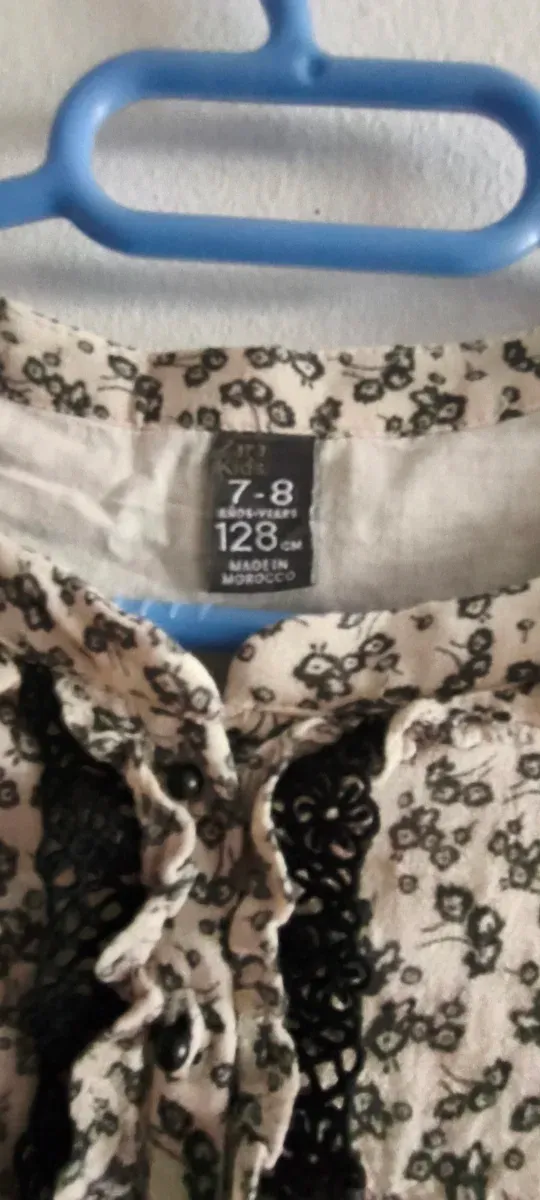 Zara
Kids
7-8
AÑOS-YEARS
128 CM
MADE IN
MOROCCO